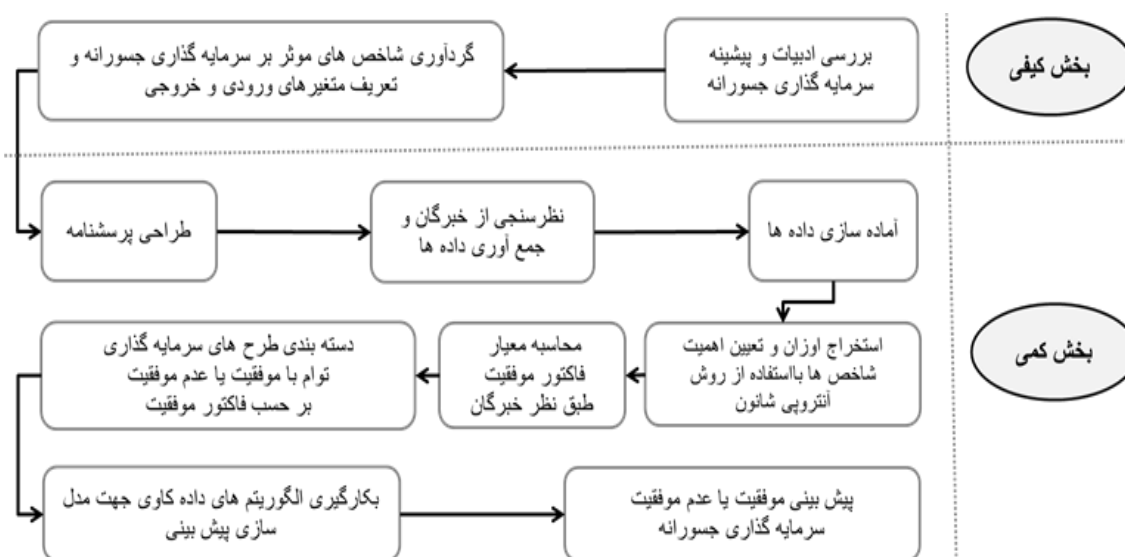 بخش کیفی
بررسی ادبیات و پیشینه
سرمایه گذاری جسورانه
گردآوری شاخص های موثر بر سرمایه گذاری جسورانه و
تعریف متغیرهای ورودی و خروجی
بخش کمی
طراحی پرسشنامه
نظرسنجی از خبرگان و
جمع آوری داده ها
آماده سازی داده ها
استخراج اوزان و تعیین اهمیت
شاخص ها بااستفاده از روش
آنتروپی شانون
محاسبه معیار
فاکتور موفقیت
طبق نظر خبرگان
دسته بندی طرح های سرمایه گذاری
توام با موفقیت یا عدم موفقیت
بر حسب فاکتور موفقیت
بکارگیری الگوریتم های داده کاوی جهت مدل
سازی پیش بینی
پیش بینی موفقیت یا عدم موفقیت
سرمایه گذاری جسورانه